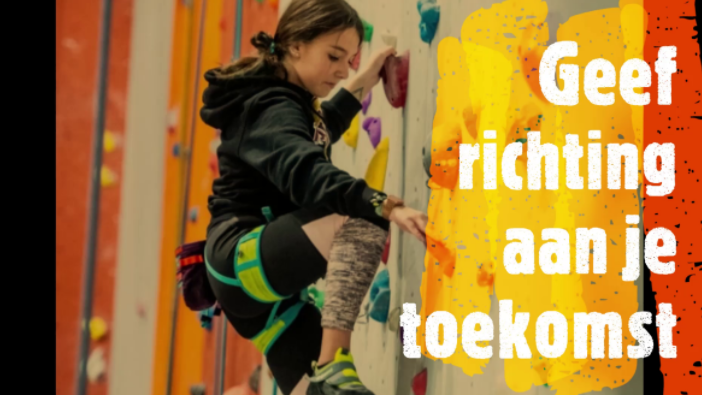 Geef
richting
aan je
toekomst